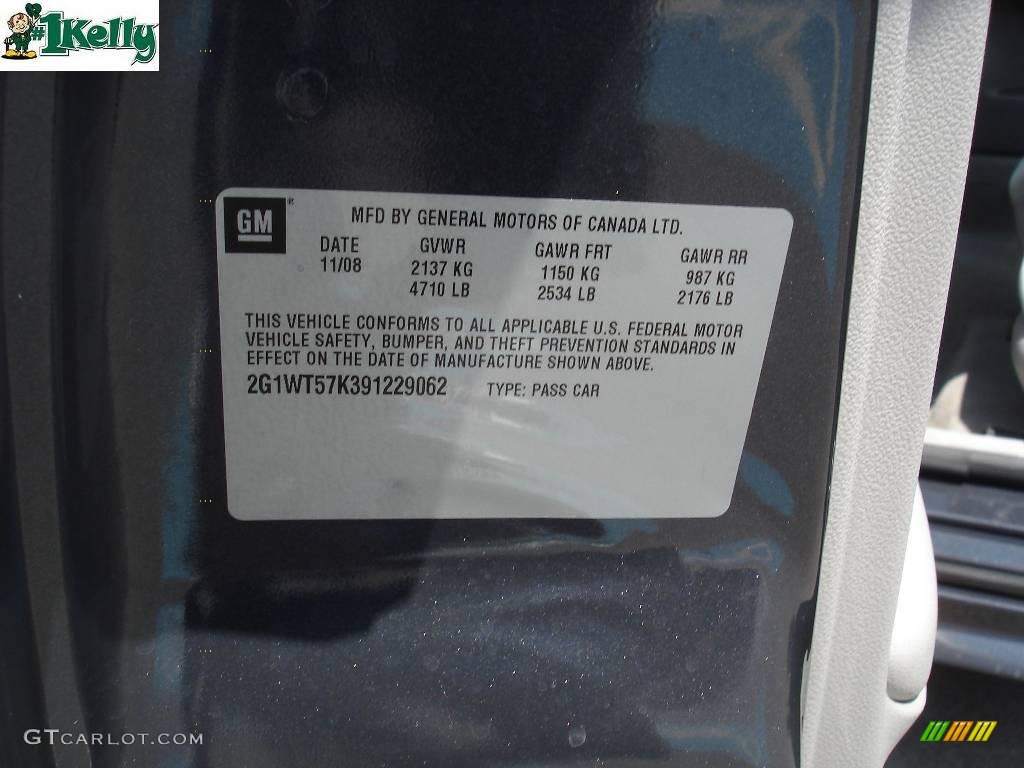 #1Kelly
GM
MFD BY GENERAL MOTORS OF CANADA LTD.
DATE GVWR GAWR FRT GAWR RR
11/08 2137 KG 1150 KG 987 KG
4710 LB 2534 LB 2176 LB
THIS VEHICLE CONFORMS TO ALL APPLICABLE U.S. FEDERAL MOTOR
VEHICLE SAFETY, BUMPER, AND THEFT PREVENTION STANDARDS IN
EFFECT ON THE DATE OF MANUFACTURE SHOWN ABOVE.
2G1WT57K391229062 TYPE: PASS CAR
GTCARLOT.COM